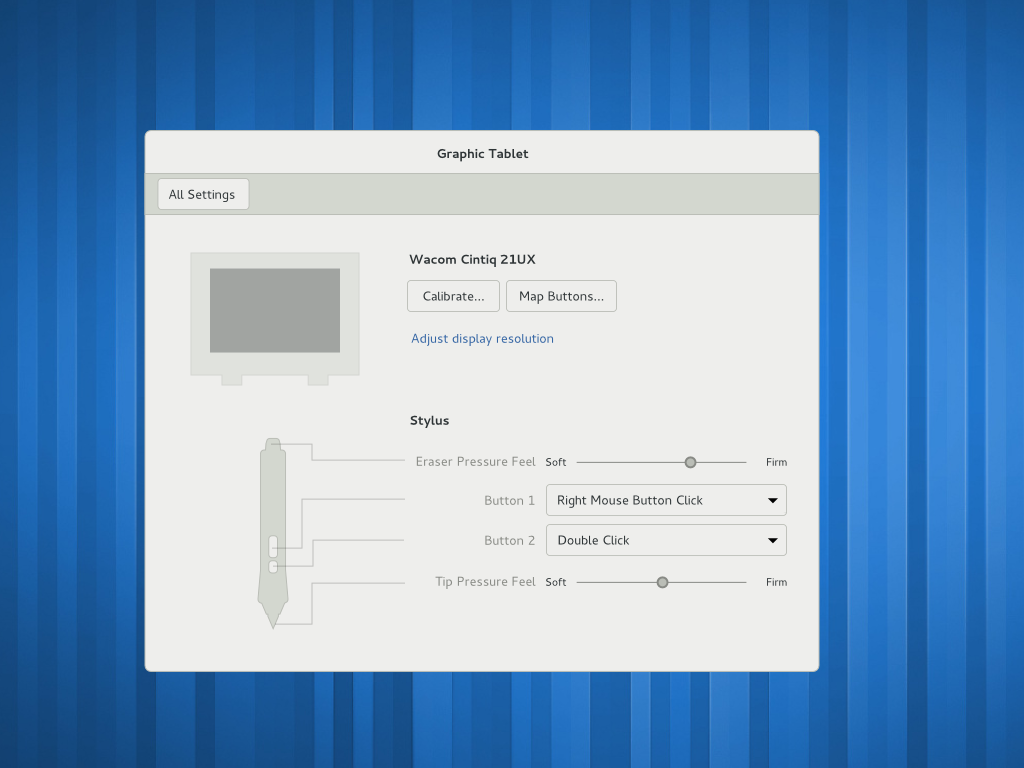 Graphic Tablet
All Settings
Wacom Cintiq 21UX
Calibrate... Map Buttons...
Adjust display resolution
Stylus
Eraser Pressure Feel Soft Firm
Button 1 Right Mouse Button Click
Button 2 Double Click
Tip Pressure Feel Soft Firm